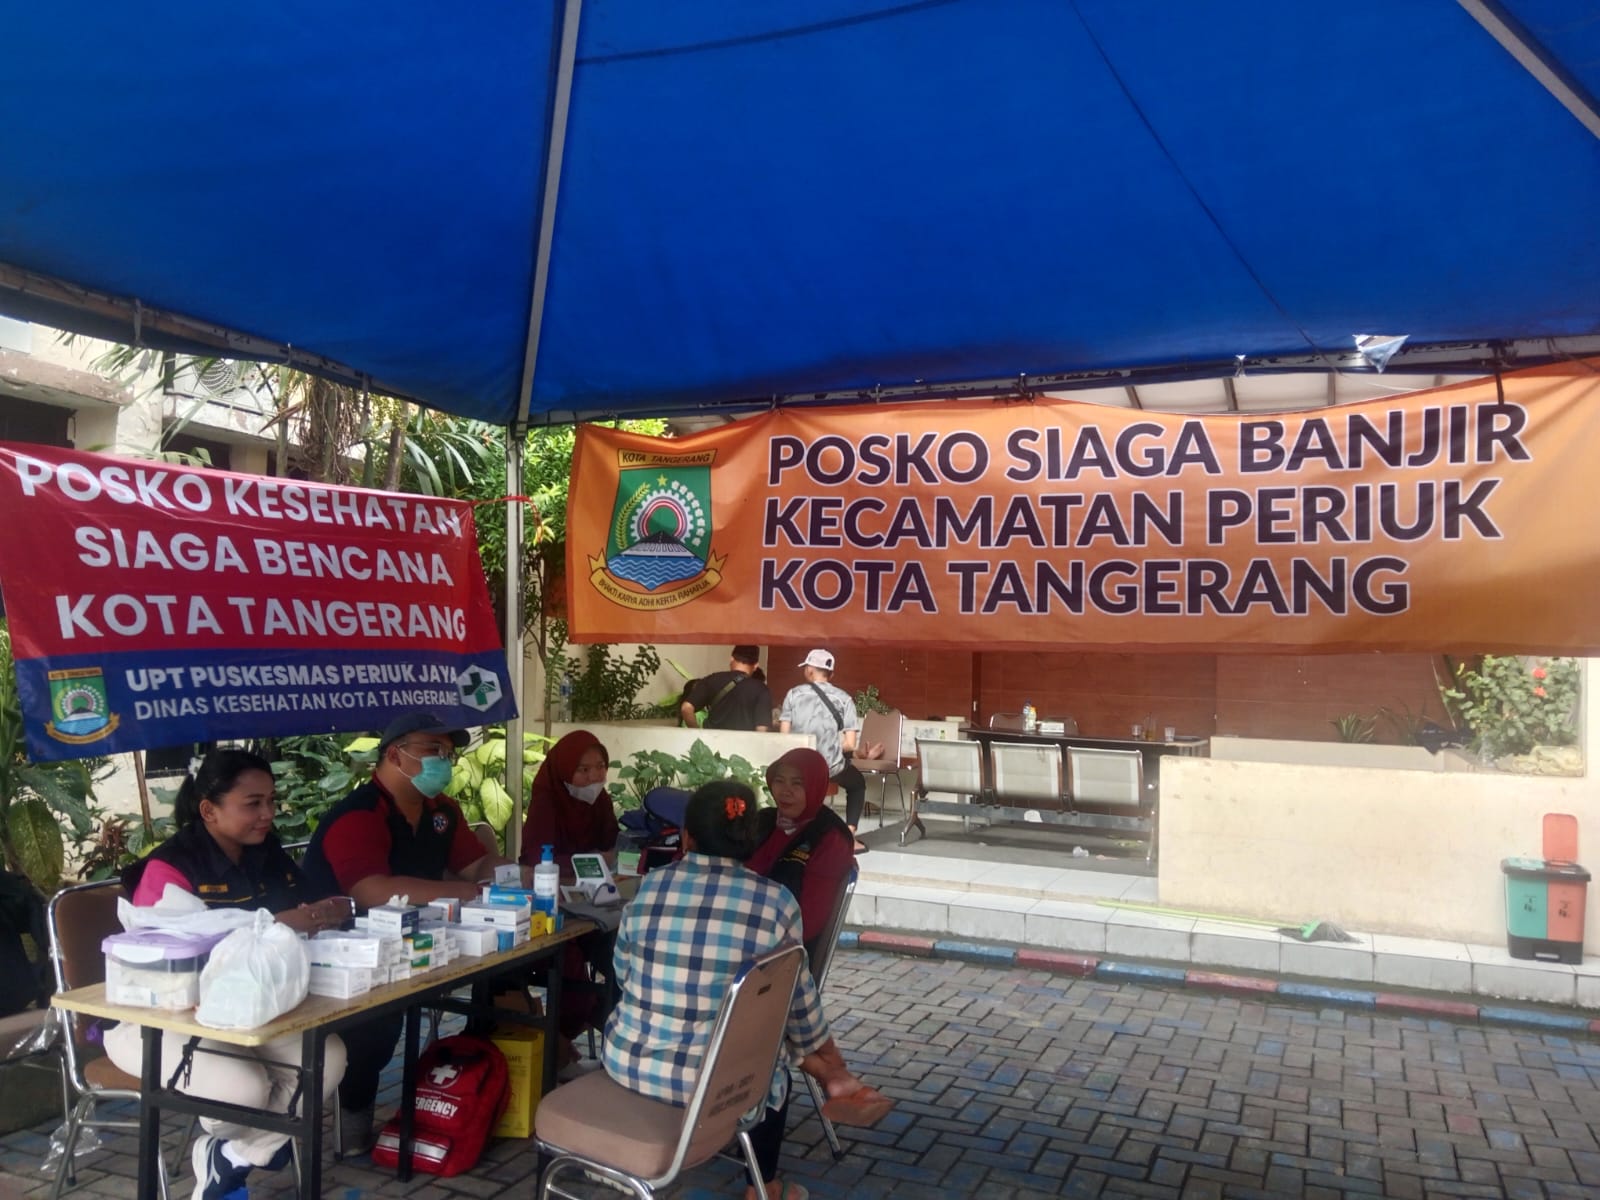 POSKO KESEHATAN
SIAGA BENCANA
KOTA TANGERANG
UPT PUSKESMAS PERIUK JAYA
DINAS KESEHATAN KOTA TANGERANG
KOTA TANGERANG
BHAKTI KARYA ADHI KERTA RAHARJA
POSKO SIAGA BANJIR
KECAMATAN PERIUK
KOTA TANGERANG
ERGENCY